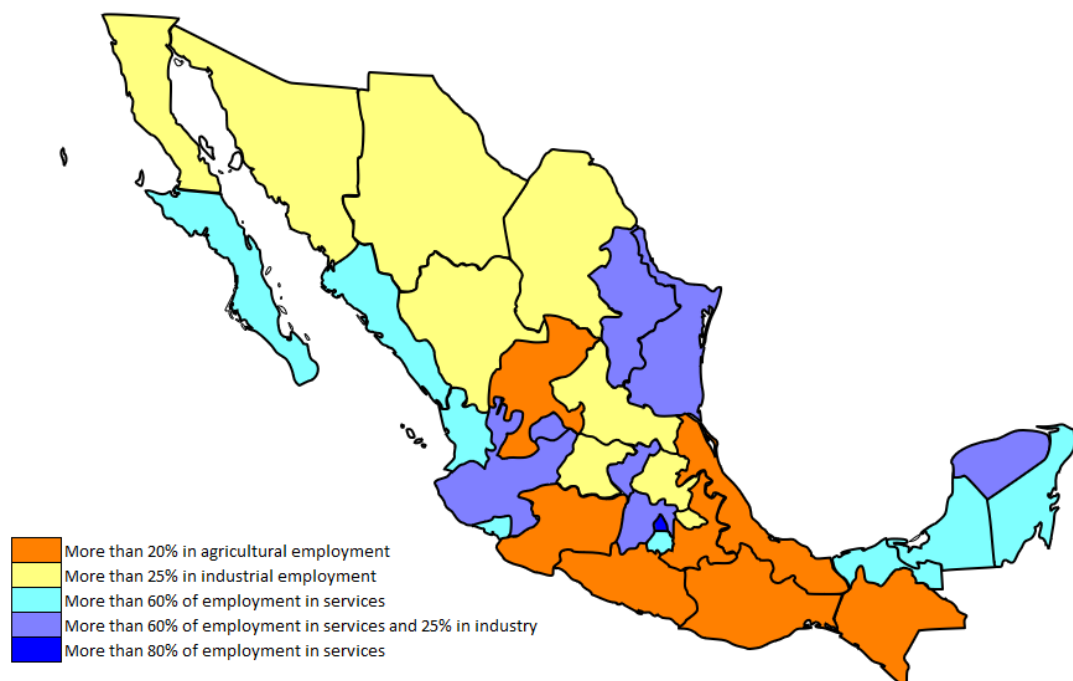 More than 20% in agricultural employment
More than 25% in industrial employment
More than 60% of employment in services
More than 60% of employment in services and 25% in industry
More than 80% of employment in services